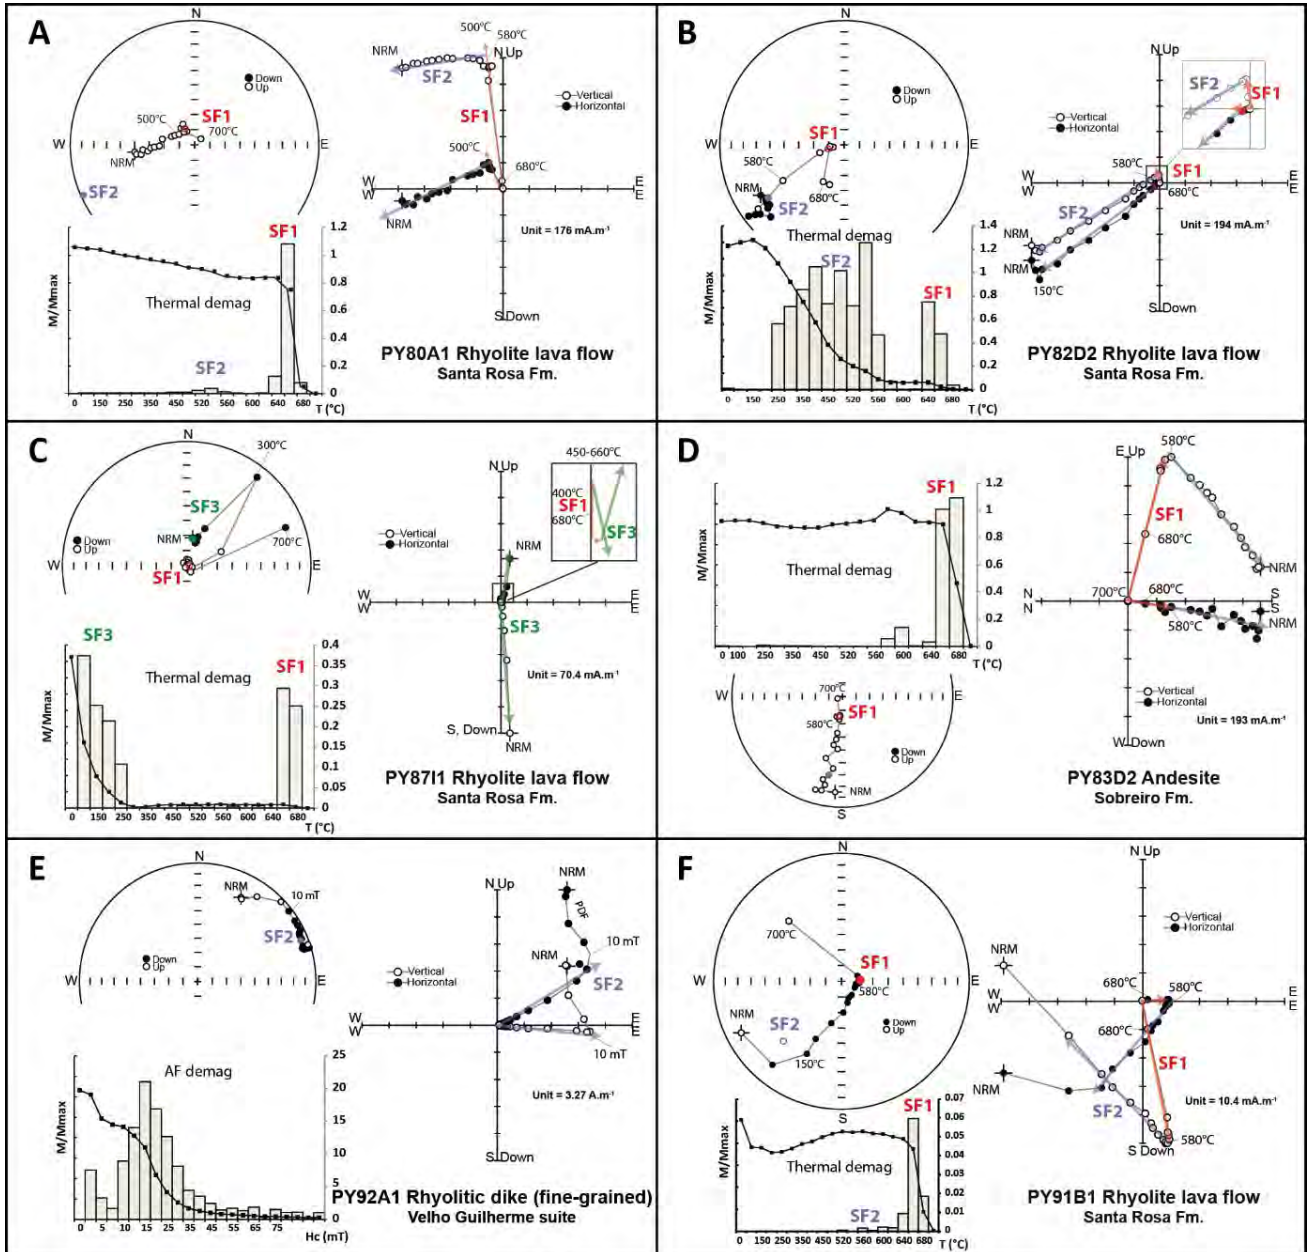 A
N
500°C
SF1
700°C
W
E
NRM
SF2
Down
Up
500°C
580°C
NRM
N Up
SF2
Vertical
Horizontal
SF1
500°C
680°C
W
W
E
E
NRM
Unit = 176 mA.m-1
S Down
SF1
1.2
1
0.8
0.6
0.4
0.2
0
M/Mmax
Thermal demag
SF2
0 150 350 450 520 580 640 680
T (°C)
PY80A1 Rhyolite lava flow
Santa Rosa Fm.
B
N
Down
Up
SF1
580°C
W
E
NRM
SF2
680°C
N Up
SF2
SF1
Vertical
Horizontal
580°C
SF1
680°C
W
W
E
E
SF2
NRM
NRM
150°C
Unit = 194 mA.m-1
S Down
Thermal demag
SF2
SF1
1.4
1.2
1
0.8
0.6
0.4
0.2
0
M/Mmax
0 150 350 450 520 580 640 680
T (°C)
PY82D2 Rhyolite lava flow
Santa Rosa Fm.
C
N
300°C
SF3
NRM
Down
Up
W
E
SF1
700°C
450-660°C
N Up
400°C
SF1
680°C
SF3
Vertical
Horizontal
NRM
W
W
E
E
SF3
Unit = 70.4 mA.m-1
S, Down
NRM
SF3
SF1
Thermal demag
0.4
0.35
0.3
0.25
0.2
0.15
0.1
0.05
0
M/Mmax
0 150 250 450 520 580 640 680
T (°C)
PY87I1 Rhyolite lava flow
Santa Rosa Fm.
D
SF1
1.2
1
0.8
0.6
0.4
0.2
0
M/Mmax
Thermal demag
0 100 350 450 520 580 640 680
T (°C)
E Up
580°C
SF1
680°C
NRM
700°C
680°C
N
N
S
S
580°C
NRM
Vertical
Horizontal
Unit = 193 mA.m-1
W Down
W
E
700°C
SF1
580°C
Down
Up
NRM
S
PY83D2 Andesite
Sobreiro Fm.
E
N
NRM
10 mT
SF2
Down
Up
W
E
NRM
N Up
PDF
NRM
10 mT
SF2
Vertical
Horizontal
W
W
E
E
10 mT
Unit = 3.27 A.m-1
S Down
AF demag
25
20
15
10
5
0
M/Mmax
0 5 15 25 35 45 55 65 75
Hc (mT)
PY92A1 Rhyolitic dike (fine-grained)
Velho Guilherme suite
F
N
700°C
SF1
580°C
W
E
NRM
SF2
Down
Up
150°C
S
N Up
Vertical
Horizontal
NRM
680°C
580°C
W
W
E
E
680°C
SF1
NRM
SF2
Unit = 10.4 mA.m-1
580°C
S Down
SF1
0.07
0.06
0.05
0.04
0.03
0.02
0.01
0
M/Mmax
Thermal demag
SF2
0 150 350 450 520 580 640 680
T (°C)
PY91B1 Rhyolite lava flow
Santa Rosa Fm.